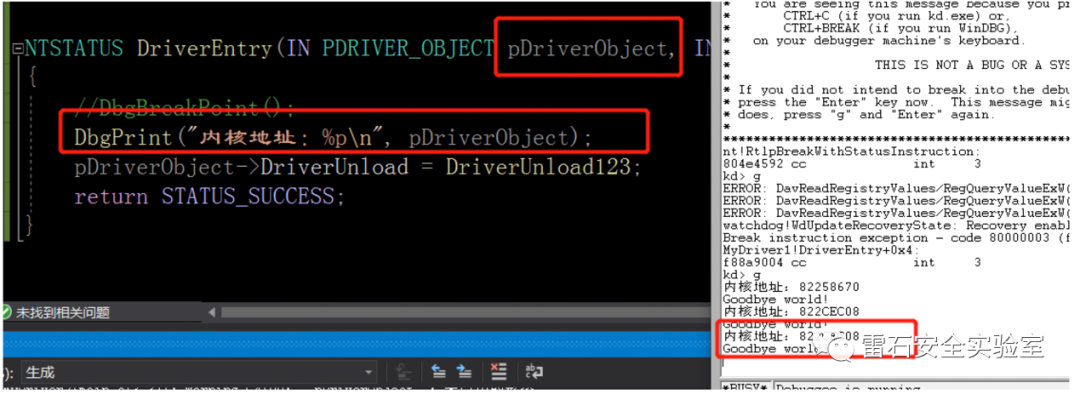 NTSTATUS DriverEntry(IN PDRIVER_OBJECT pDriverObject, IN
{
//DbgBreakPoint();
DbgPrint("内核地址: %p\n", pDriverObject);
pDriverObject->DriverUnload = DriverUnload123;
return STATUS_SUCCESS;
}
未找到相关问题
生成
* You are seeing this message because you pr
* CTRL+C (if you run kd.exe) or,
* CTRL+BREAK (if you run WinDBG),
* on your debugger machine's keyboard.
*
* THIS IS NOT A BUG OR A SYS
*
* If you did not intend to break into the debu
* press the "Enter" key now. This message mig
* does, press "g" and "Enter" again.
*
nt!RtlpBreakWithStatusInstruction:
804e4592 cc int 3
kd> g
ERROR: DavReadRegistryValues/RegQueryValueExW(
ERROR: DavReadRegistryValues/RegQueryValueExW(
ERROR: DavReadRegistryValues/RegQueryValueExW(
watchdog!WdUpdateRecoveryState: Recovery enabl
Break instruction exception - code 80000003 (f
MyDriver1!DriverEntry+0x4:
f88a9004 cc int 3
kd> g
内核地址: 82258670
Goodbye world!
内核地址: 822CEC08
Goodbye world!
内核地址:
Goodbye
雷石安全实验室
*BUSY* Debuggee is running